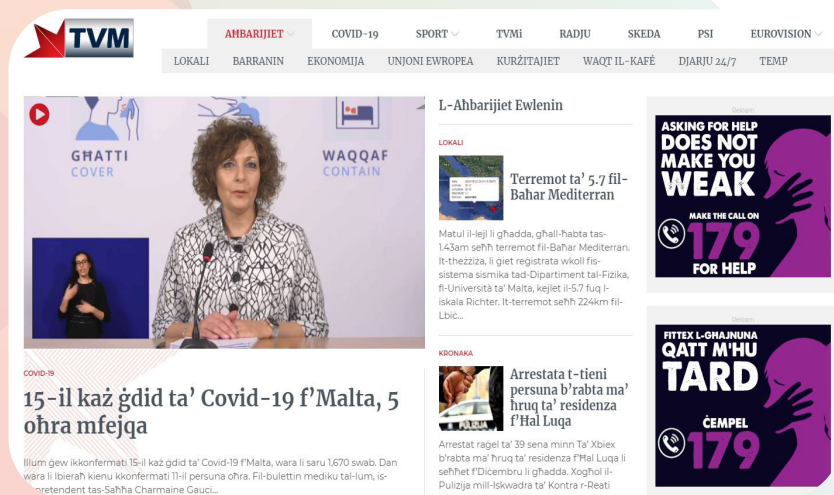 TVM
AĦBARIJIET
COVID-19
SPORT
TVMi
RADJU
SKEDA
PSI
EUROVISION
LOKALI
BARRANIN
EKONOMIJA
UNJONI EWROPEA
KURŻITAJIET
WAQT IL-KAFÉ
DJARJU 24/7
TEMP
GĦATTI
COVER
WAQQAF
CONTAIN
COVID-19
15-il każ ġdid ta' Covid-19 f'Malta, 5
oħra mfejqa
Illum ġew ikkonfermati 15-il każ ġdid ta' Covid-19 f'Malta, wara li saru 1,670 swab. Dan
wara li lbieraħ kienu kkonfermati 11-il persuna oħra. Fil-bulettin mediku tal-lum, is-
tas-Saħħa Charmaine Gauci...
L-Aħbarijiet Ewlenin
LOKALI
Terremot ta' 5.7 fil-
Baħar Mediterran
Matul il-lejl li għadda, għall-ħabta tas-
1.43am seħħ terremot fil-Baħar Mediterran.
It-theżżiża, li ġiet reġistrata wkoll fis-
sistema sismika tad-Dipartiment tal-Fiżika,
fl-Università ta' Malta, kejlet il-5.7 fuq l-
iskala Richter. It-terremot seħħ 224km fil-
Lbiċ...
KRONAKA
Arrestata t-tieni
persuna b'rabta ma'
ħruq ta' residenza
f'Ħal Luqa
PULIZIJA
Arrestat raġel ta' 39 sena minn Ta' Xbiex
b'rabta ma' ħruq ta' residenza f'Ħal Luqa li
seħħet f'Diċembru li għadda. Xogħol il-
Pulizija mill-Iskwadra ta' Kontra r-Reati
Reklam
ASKING FOR HELP
DOES NOT
MAKE YOU
WEAK
MAKE THE CALL ON
179
FOR HELP
Reklam
FITTEX L-GĦAJNUNA
QATT M'HU
TARD
ĊEMPEL
179